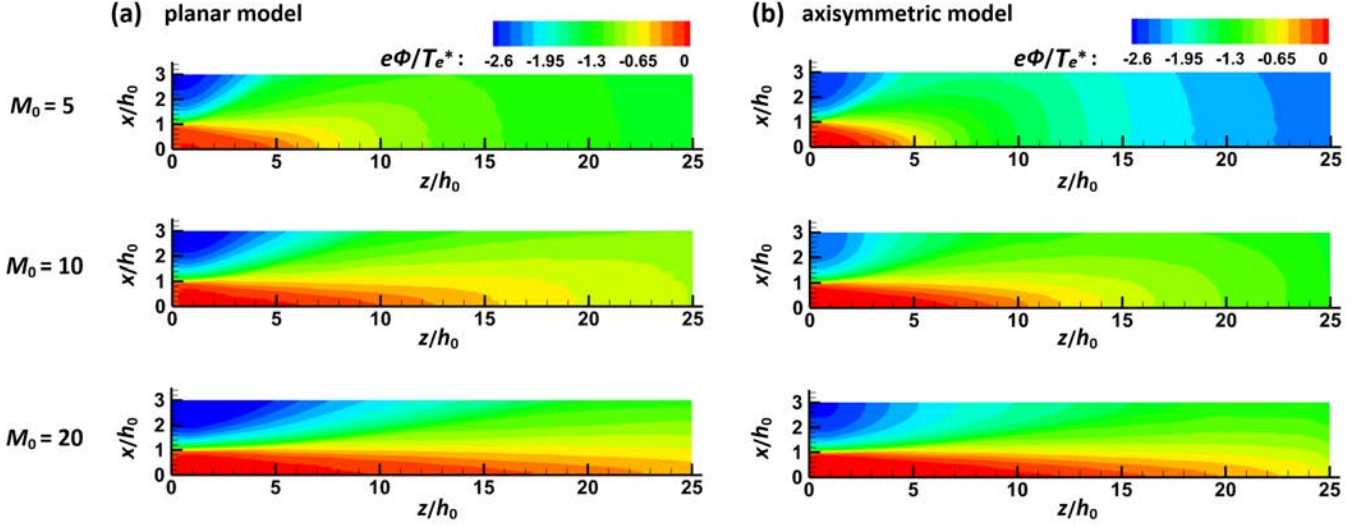 (a) planar model
(b) axisymmetric model
eΦ/Tₑ* : -2.6 -1.95 -1.3 -0.65 0
eΦ/Tₑ* : -2.6 -1.95 -1.3 -0.65 0
M₀ = 5
x/h₀
3
2
1
0
0 5 10 15 20 25
z/h₀
x/h₀
3
2
1
0
0 5 10 15 20 25
z/h₀
M₀ = 10
x/h₀
3
2
1
0
0 5 10 15 20 25
z/h₀
x/h₀
3
2
1
0
0 5 10 15 20 25
z/h₀
M₀ = 20
x/h₀
3
2
1
0
0 5 10 15 20 25
z/h₀
x/h₀
3
2
1
0
0 5 10 15 20 25
z/h₀